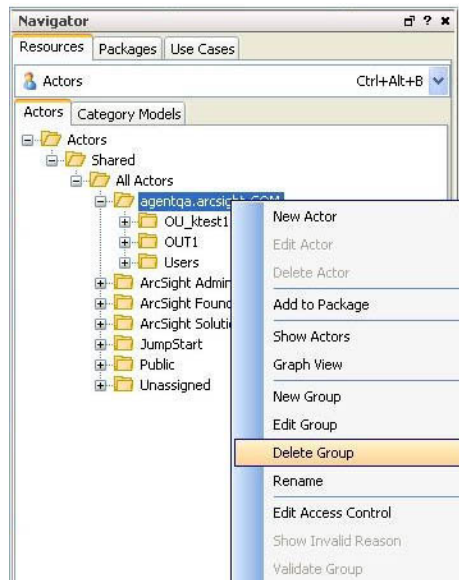 Navigator
Resources Packages Use Cases
Actors Ctrl+Alt+B
Actors Category Models
Actors
Shared
All Actors
agentqa.arcsight.COM
OU_ktest1
OUT1
Users
ArcSight Admin
ArcSight Found
ArcSight Soluti
JumpStart
Public
Unassigned
New Actor
Edit Actor
Delete Actor
Add to Package
Show Actors
Graph View
New Group
Edit Group
Delete Group
Rename
Edit Access Control
Show Invalid Reason
Validate Group